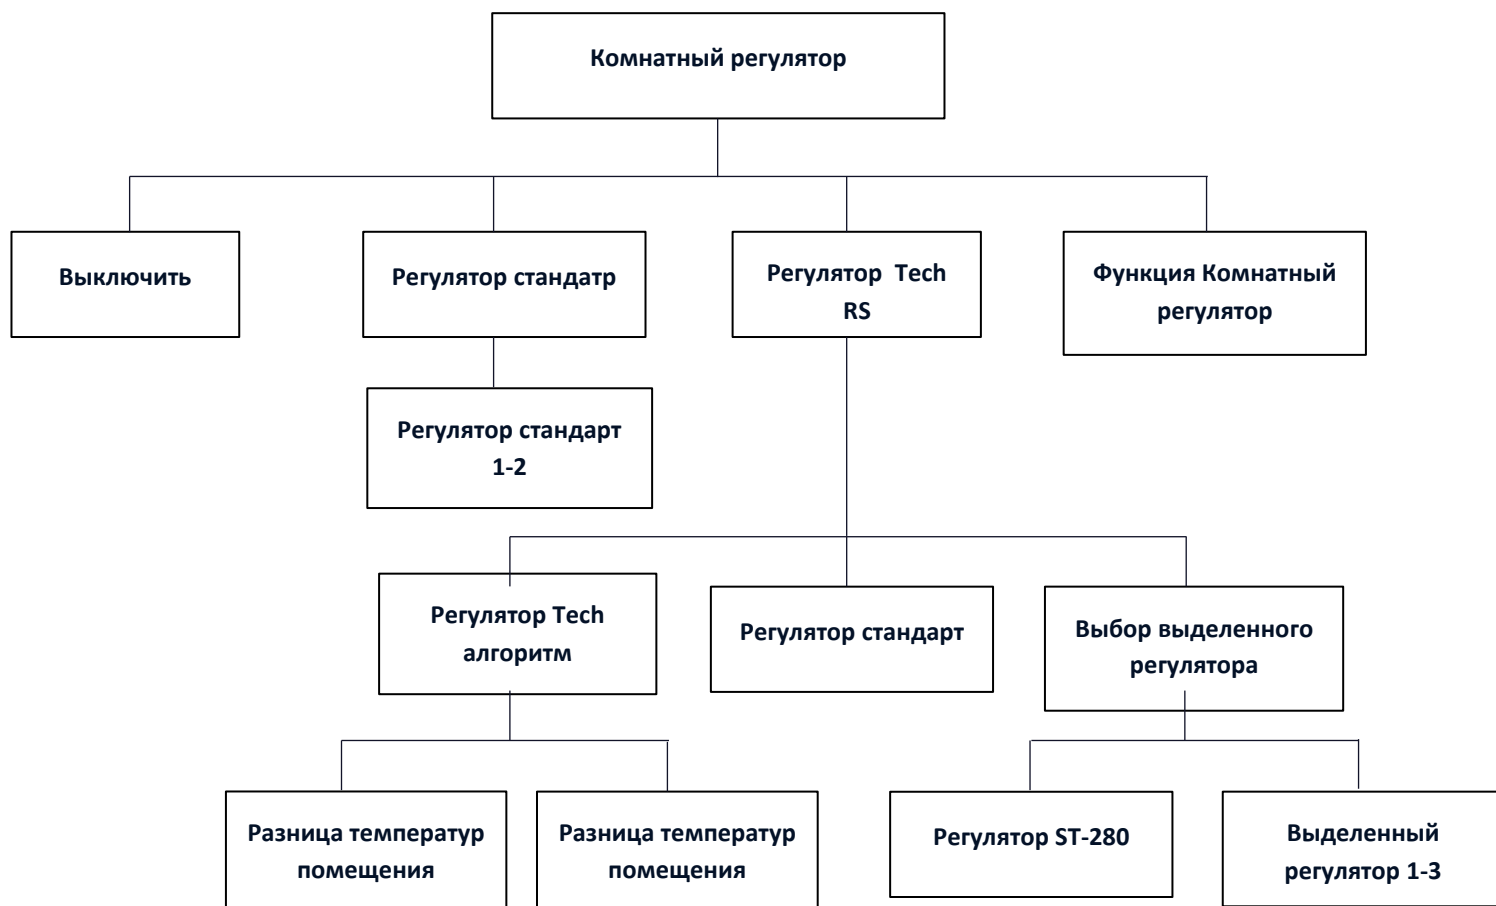 Комнатный регулятор
Выключить
Регулятор стандатр
Регулятор Tech
RS
Функция Комнатный
регулятор
Регулятор стандарт
1-2
Регулятор Tech
алгоритм
Регулятор стандарт
Выбор выделенного
регулятора
Разница температур
помещения
Разница температур
помещения
Регулятор ST-280
Выделенный
регулятор 1-3